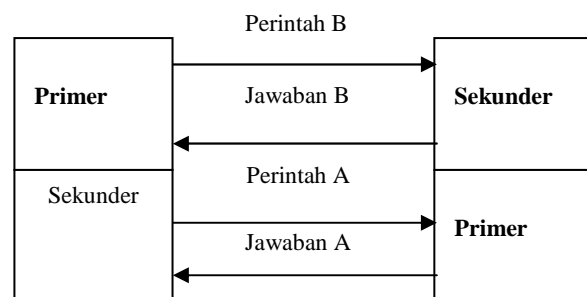 Perintah B
Primer
Jawaban B
Sekunder
Perintah A
Sekunder
Jawaban A
Primer